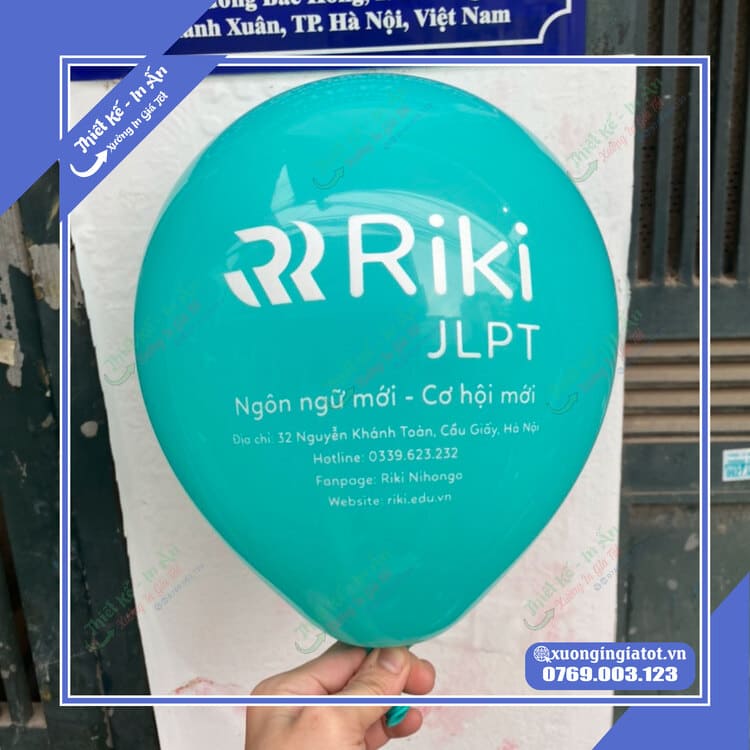 Thanh Xuân, TP. Hà Nội, Việt Nam
Thiết Kế - In Ấn
Xưởng In Giá Tốt
Riki
JLPT
Ngôn ngữ mới - Cơ hội mới
Địa chỉ: 32 Nguyễn Khánh Toàn, Cầu Giấy, Hà Nội
Hotline: 0339.623.232
Fanpage: Riki Nihongo
Website: riki.edu.vn
xuongingiatot.vn
0769.003.123